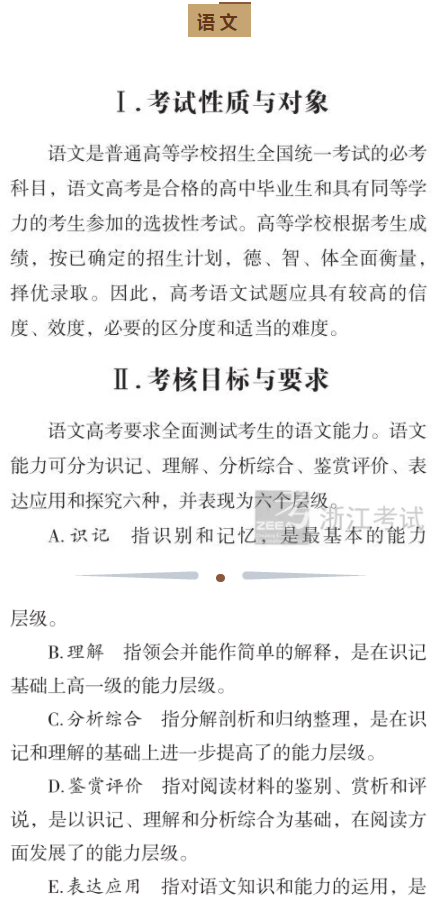 语文
Ⅰ.考试性质与对象
语文是普通高等学校招生全国统一考试的必考
科目，语文高考是合格的高中毕业生和具有同等学
力的考生参加的选拔性考试。高等学校根据考生成
绩，按已确定的招生计划，德、智、体全面衡量，
择优录取。因此，高考语文试题应具有较高的信
度、效度，必要的区分度和适当的难度。
Ⅱ.考核目标与要求
语文高考要求全面测试考生的语文能力。语文
能力可分为识记、理解、分析综合、鉴赏评价、表
达应用和探究六种，并表现为六个层级。
ZEEA 浙江考试
A.识记　指识别和记忆，是最基本的能力
层级。
B.理解　指领会并能作简单的解释，是在识记
基础上高一级的能力层级。
C.分析综合　指分解剖析和归纳整理，是在识
记和理解的基础上进一步提高了的能力层级。
D.鉴赏评价　指对阅读材料的鉴别、赏析和评
说，是以识记、理解和分析综合为基础，在阅读方
面发展了的能力层级。
E.表达应用　指对语文知识和能力的运用，是